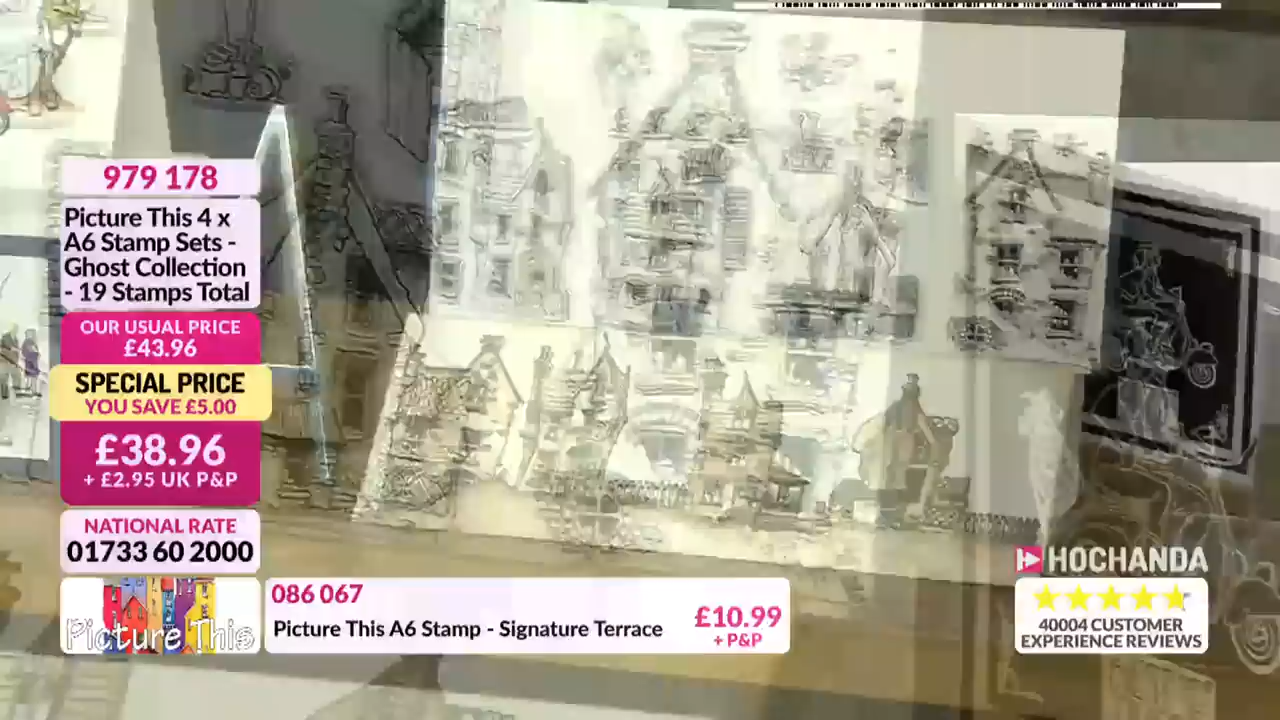 979 178
Picture This 4 x
A6 Stamp Sets -
Ghost Collection
- 19 Stamps Total
OUR USUAL PRICE
£43.96
SPECIAL PRICE
YOU SAVE £5.00
£38.96
+ £2.95 UK P&P
NATIONAL RATE
01733 60 2000
Picture This
086 067
Picture This A6 Stamp - Signature Terrace
£10.99
+ P&P
HOCHANDA
40004 CUSTOMER
EXPERIENCE REVIEWS